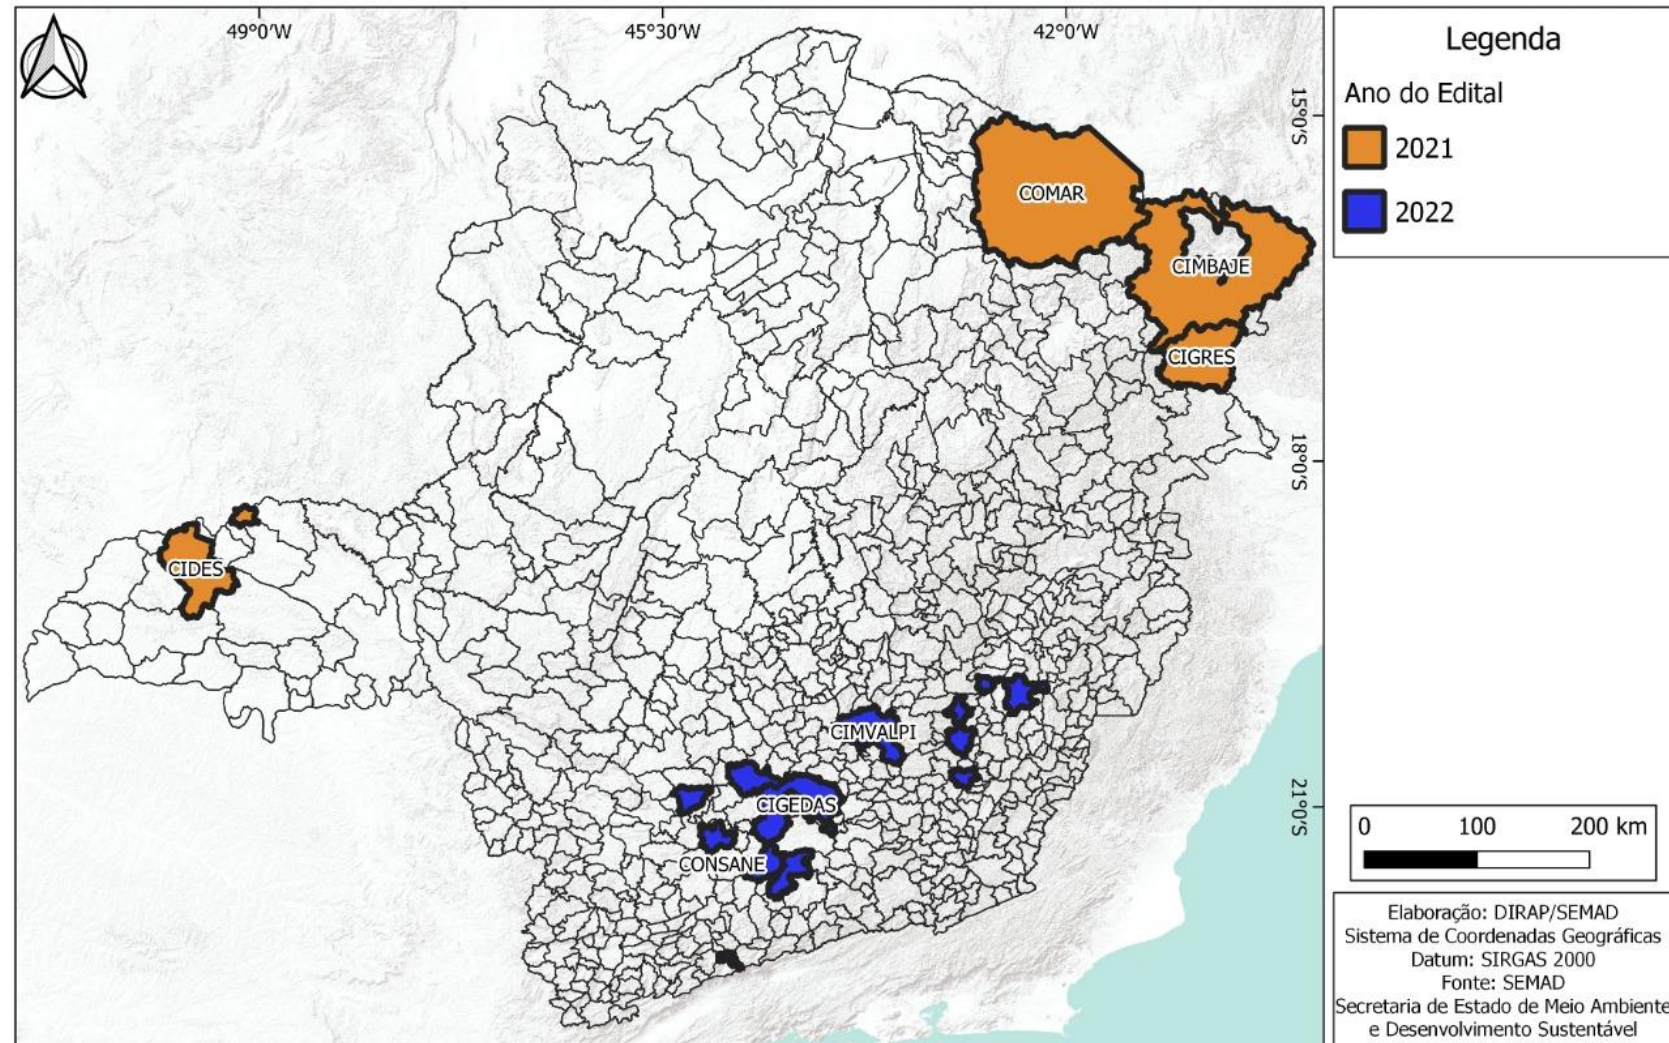 49°0'W
45°30'W
42°0'W
15°0'S
18°0'S
21°0'S
COMAR
CIMBAJE
CIGRES
CIDES
CIMVALPI
CIGEDAS
CONSANE
Legenda
Ano do Edital
2021
2022
0 100 200 km
Elaboração: DIRAP/SEMAD
Sistema de Coordenadas Geográficas
Datum: SIRGAS 2000
Fonte: SEMAD
Secretaria de Estado de Meio Ambiente
e Desenvolvimento Sustentável